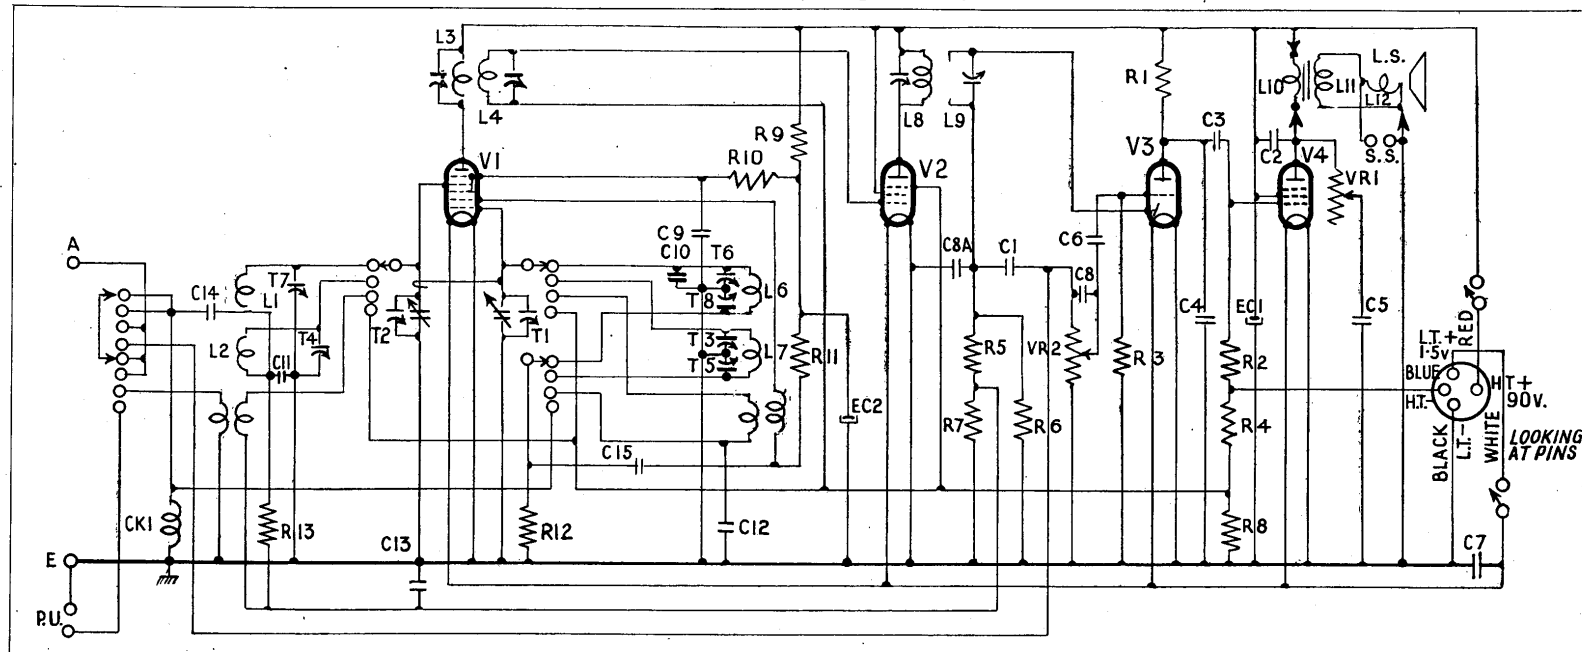 L3
L4
V1
R10
R9
L8
L9
V2
R1
V3
C3
C2
V4
L10
L11
L12
L.S.
S.S.
VR1
A
C14
T7
L1
T4
L2
C11
T2
T1
C9
C10
T6
T8
L6
T3
T5
L7
R11
EC2
C8A
C1
C6
C8
VR2
R5
R7
R6
R3
C4
EC1
R2
R4
R8
C5
RED
L.T.+
1·5v
BLUE
H.T.-
HT+
90V.
BLACK
L.T.-
WHITE
LOOKING
AT PINS
C15
CK1
R13
C13
R12
C12
C7
E
P.U.